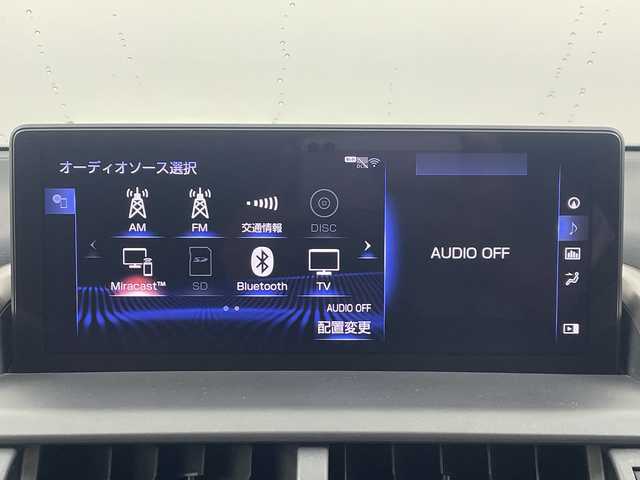 オーディオソース選択
AM
FM
交通情報
DISC
Miracast™
SD
Bluetooth
TV
AUDIO OFF
配置変更
AUDIO OFF